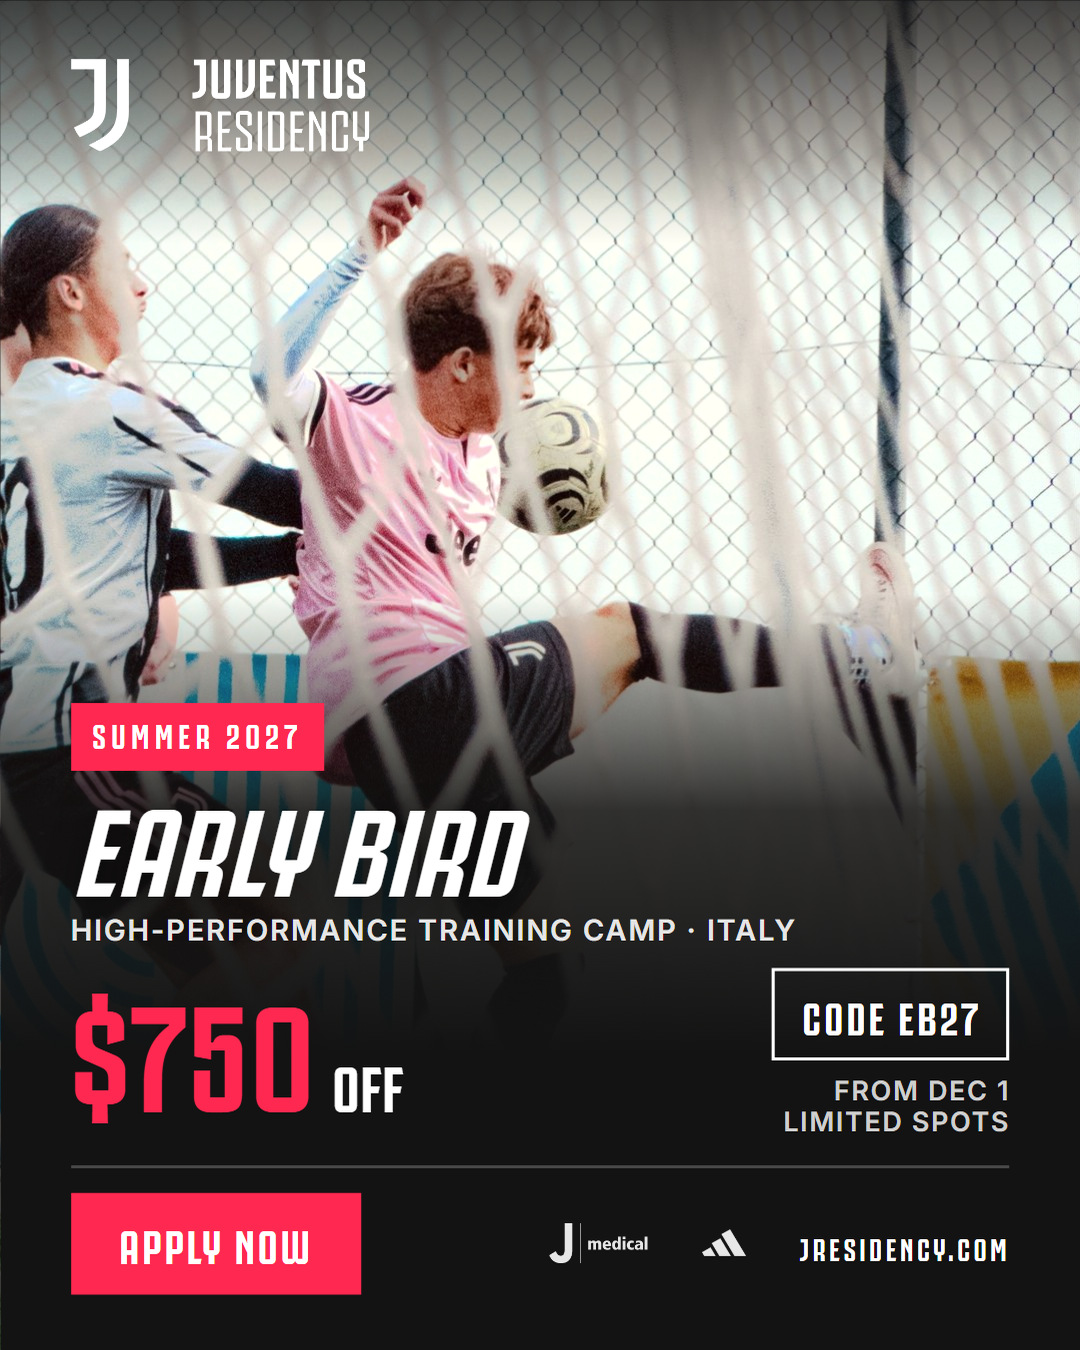 JUVENTUS
RESIDENCY
SUMMER 2027
EARLY BIRD
HIGH-PERFORMANCE TRAINING CAMP · ITALY
$750 OFF
CODE EB27
FROM DEC 1
LIMITED SPOTS
APPLY NOW
J medical
JRESIDENCY.COM